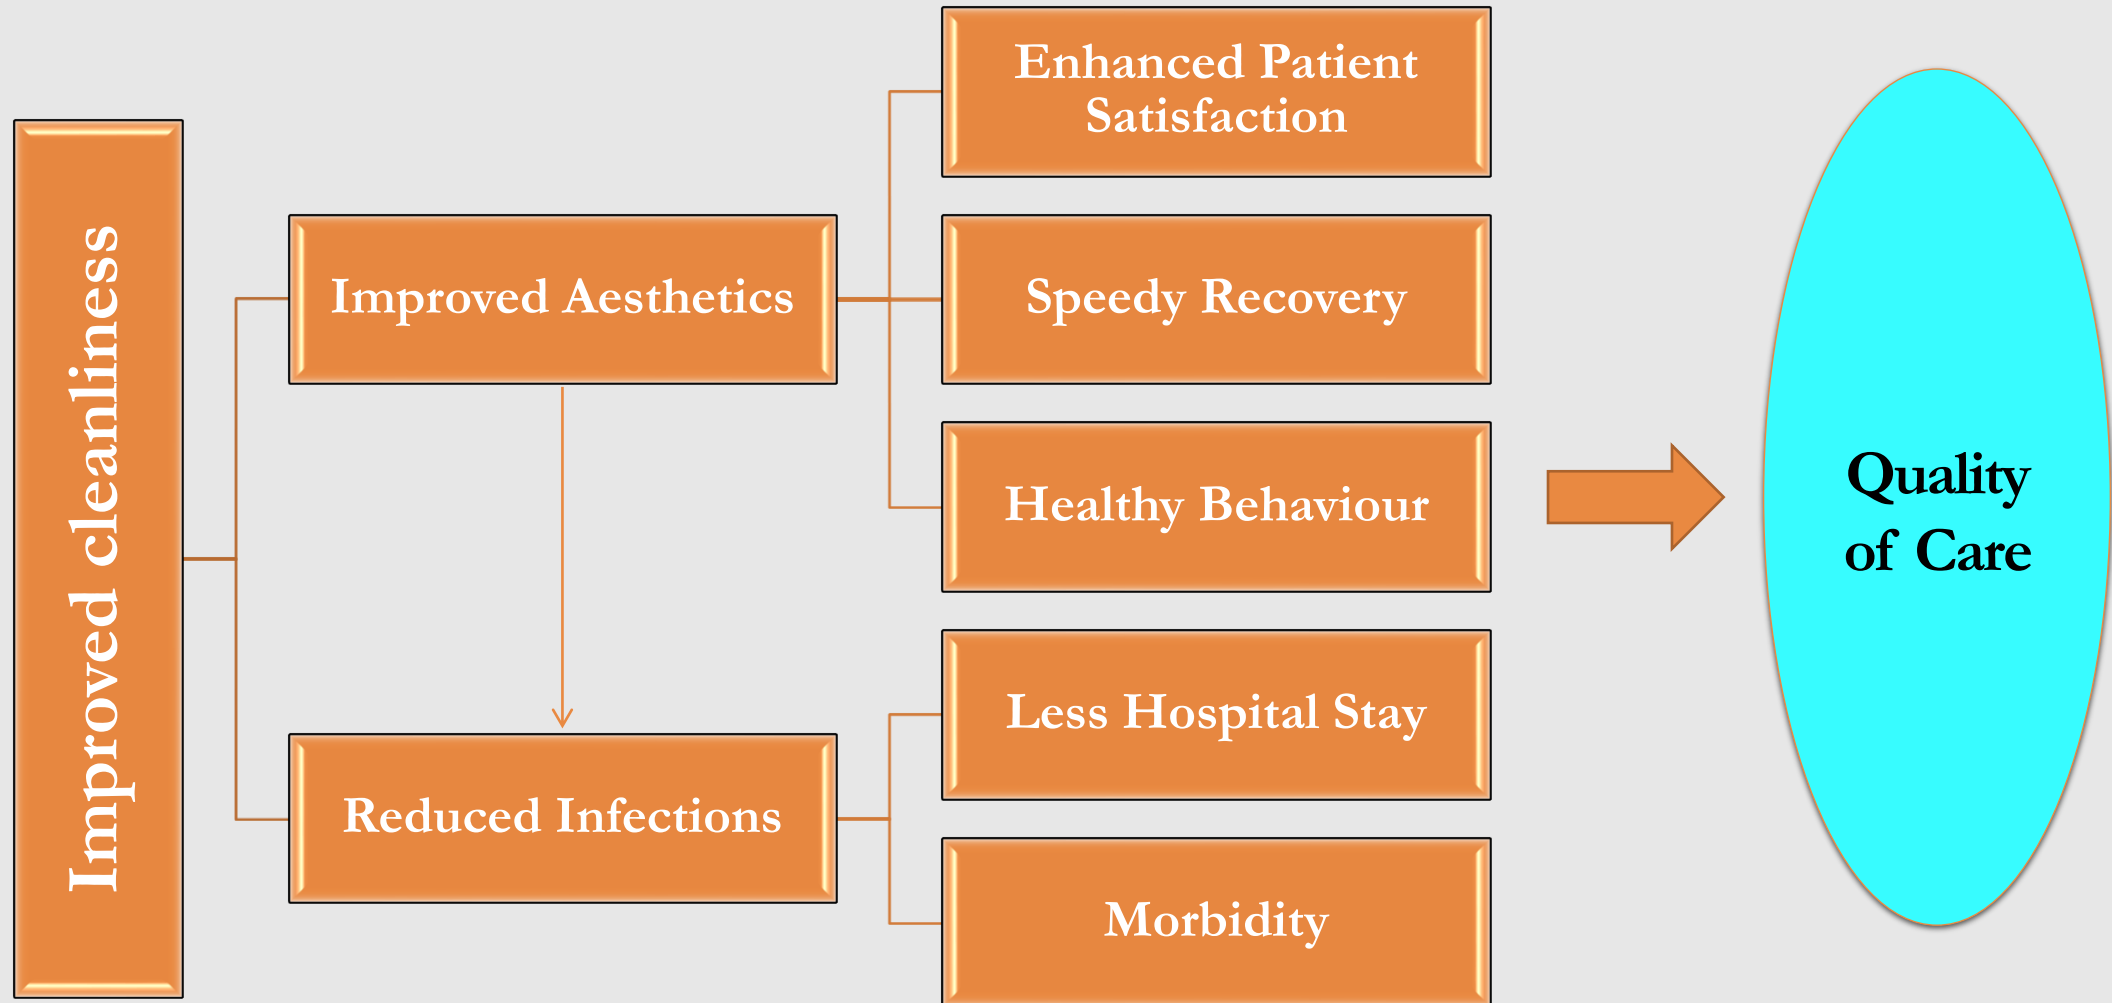 Improved cleanliness
Improved Aesthetics
Reduced Infections
Enhanced Patient
Satisfaction
Speedy Recovery
Healthy Behaviour
Less Hospital Stay
Morbidity
Quality
of Care